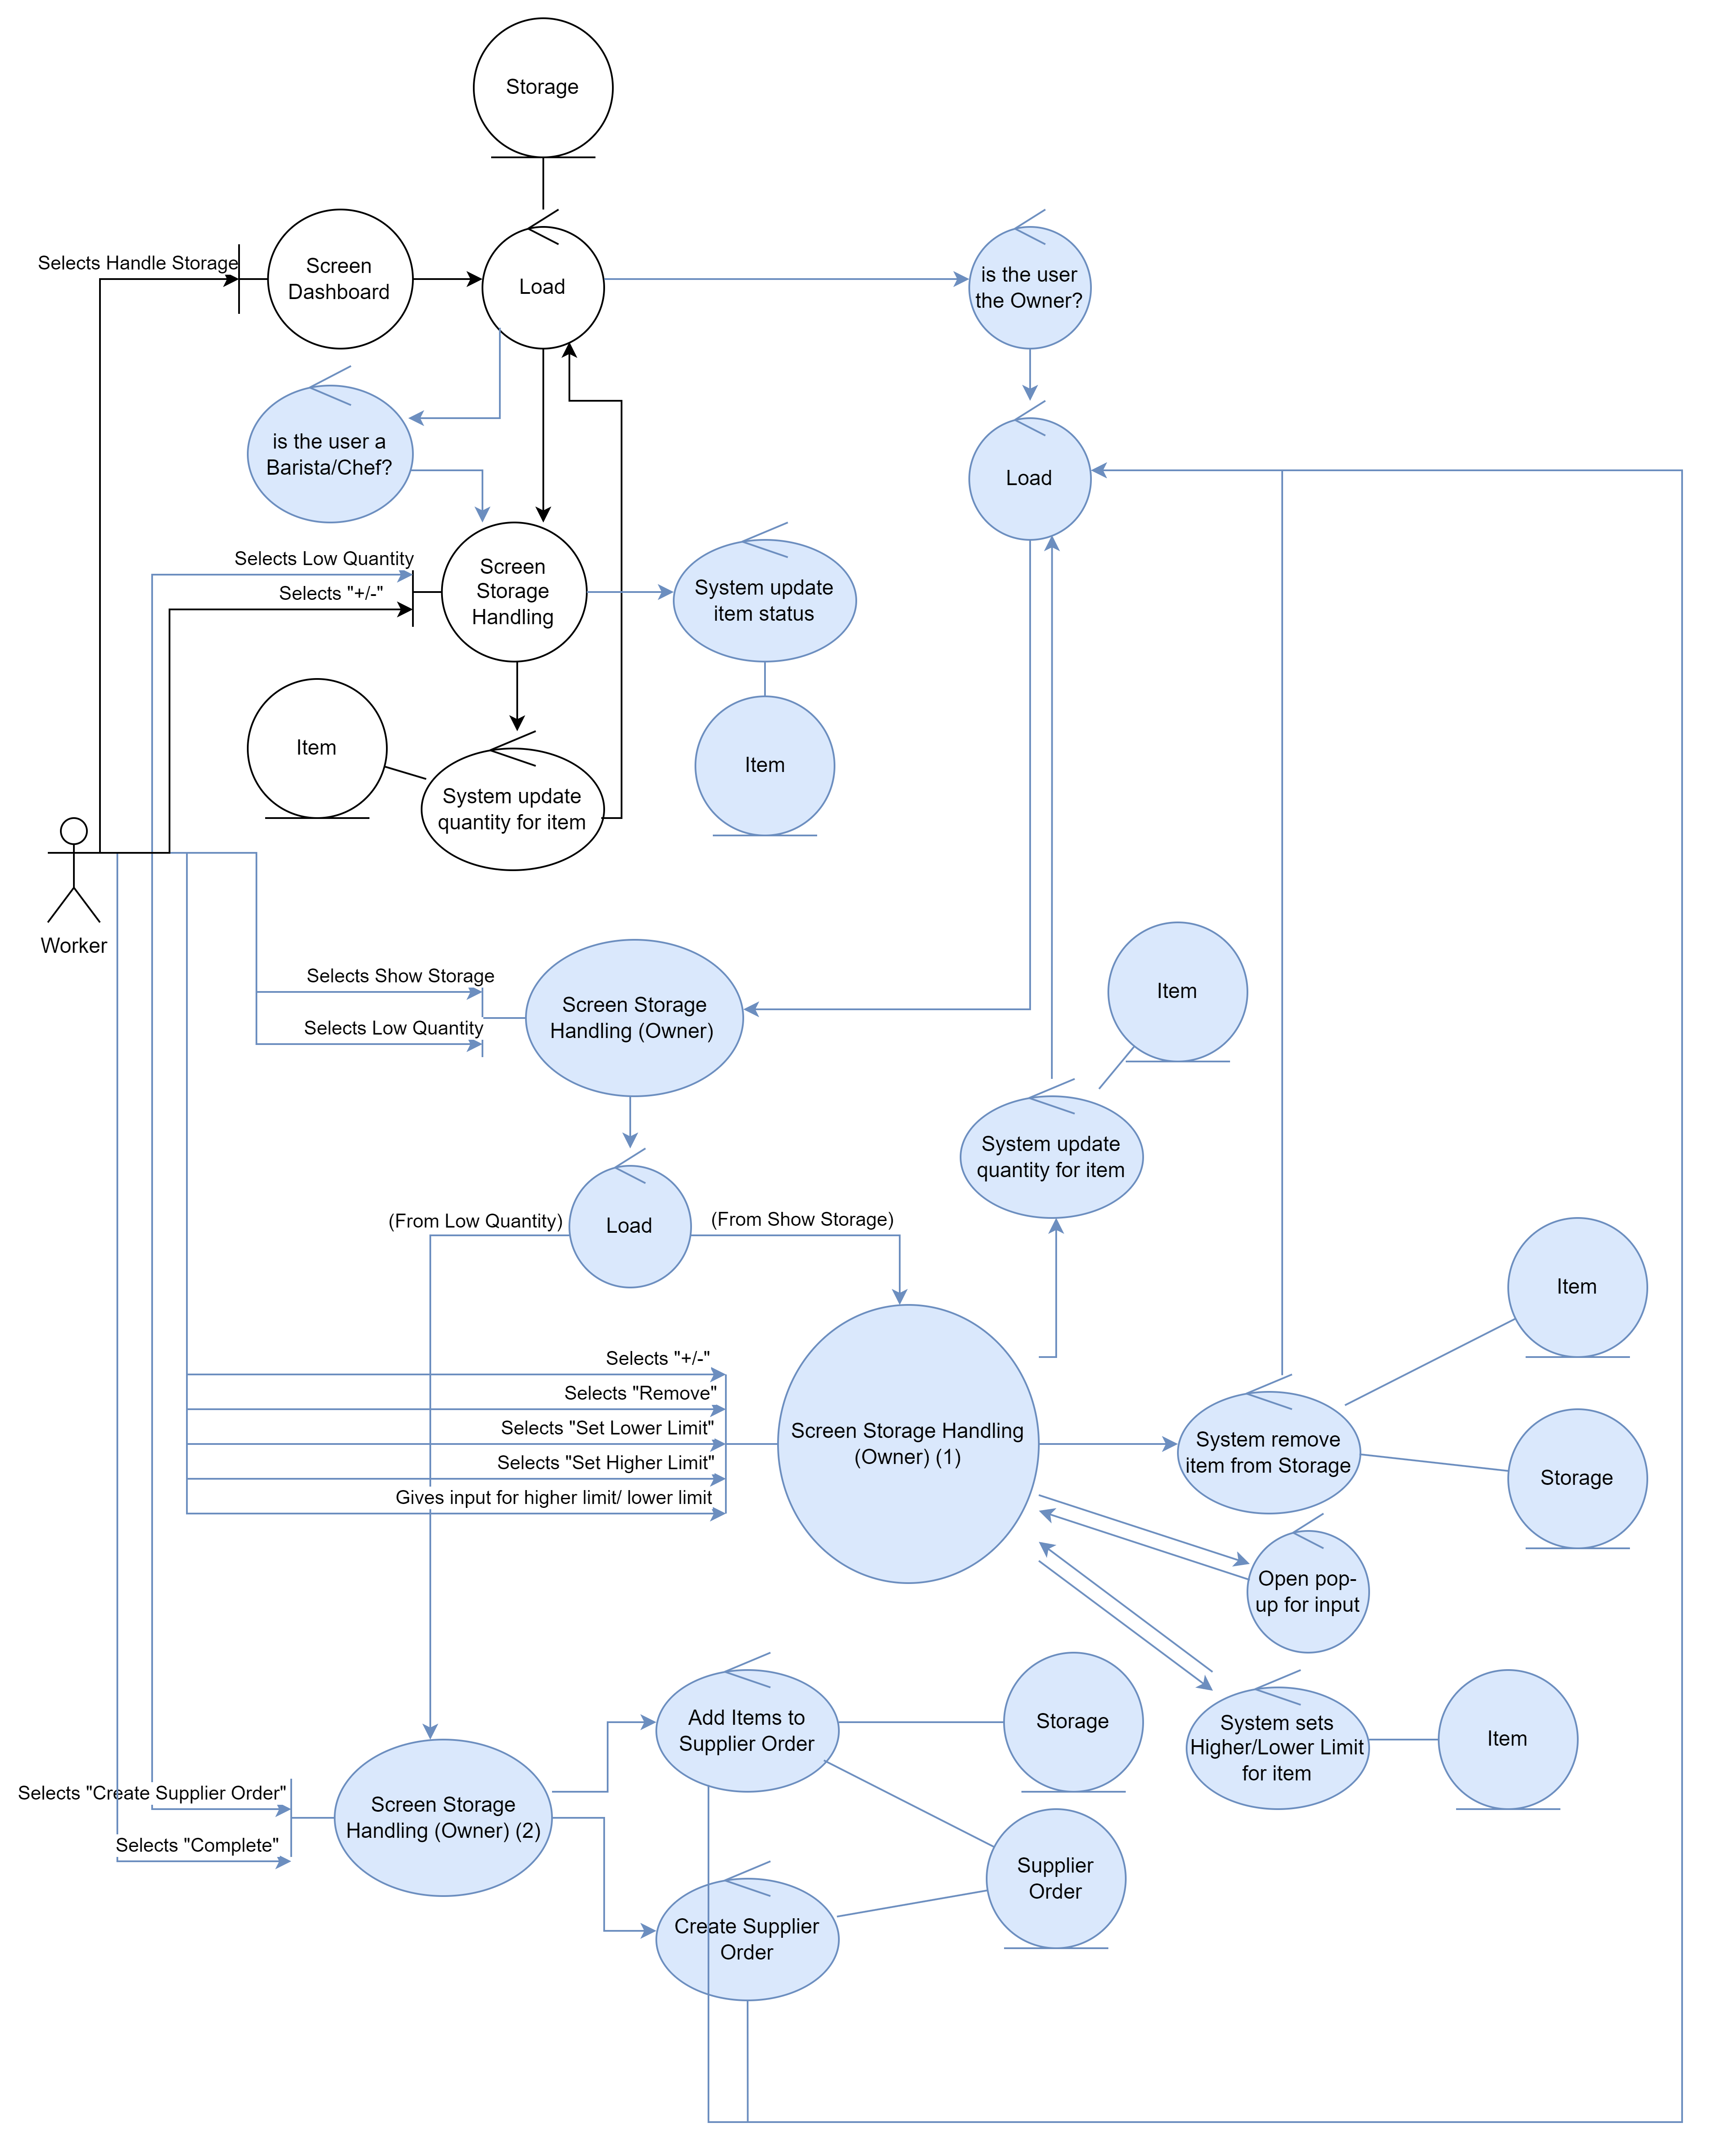 Storage
Selects Handle Storage
Screen
Dashboard
Load
is the user
the Owner?
is the user a
Barista/Chef?
Load
Selects Low Quantity
Selects "+/-"
Screen
Storage
Handling
System update
item status
Item
Item
System update
quantity for item
Worker
Selects Show Storage
Selects Low Quantity
Screen Storage
Handling (Owner)
Item
System update
quantity for item
(From Low Quantity)
Load
(From Show Storage)
Item
Selects "+/-"
Selects "Remove"
Selects "Set Lower Limit"
Selects "Set Higher Limit"
Gives input for higher limit/ lower limit
Screen Storage Handling
(Owner) (1)
System remove
item from Storage
Storage
Open pop-
up for input
Add Items to
Supplier Order
Storage
System sets
Higher/Lower Limit
for item
Item
Selects "Create Supplier Order"
Selects "Complete"
Screen Storage
Handling (Owner) (2)
Supplier
Order
Create Supplier
Order